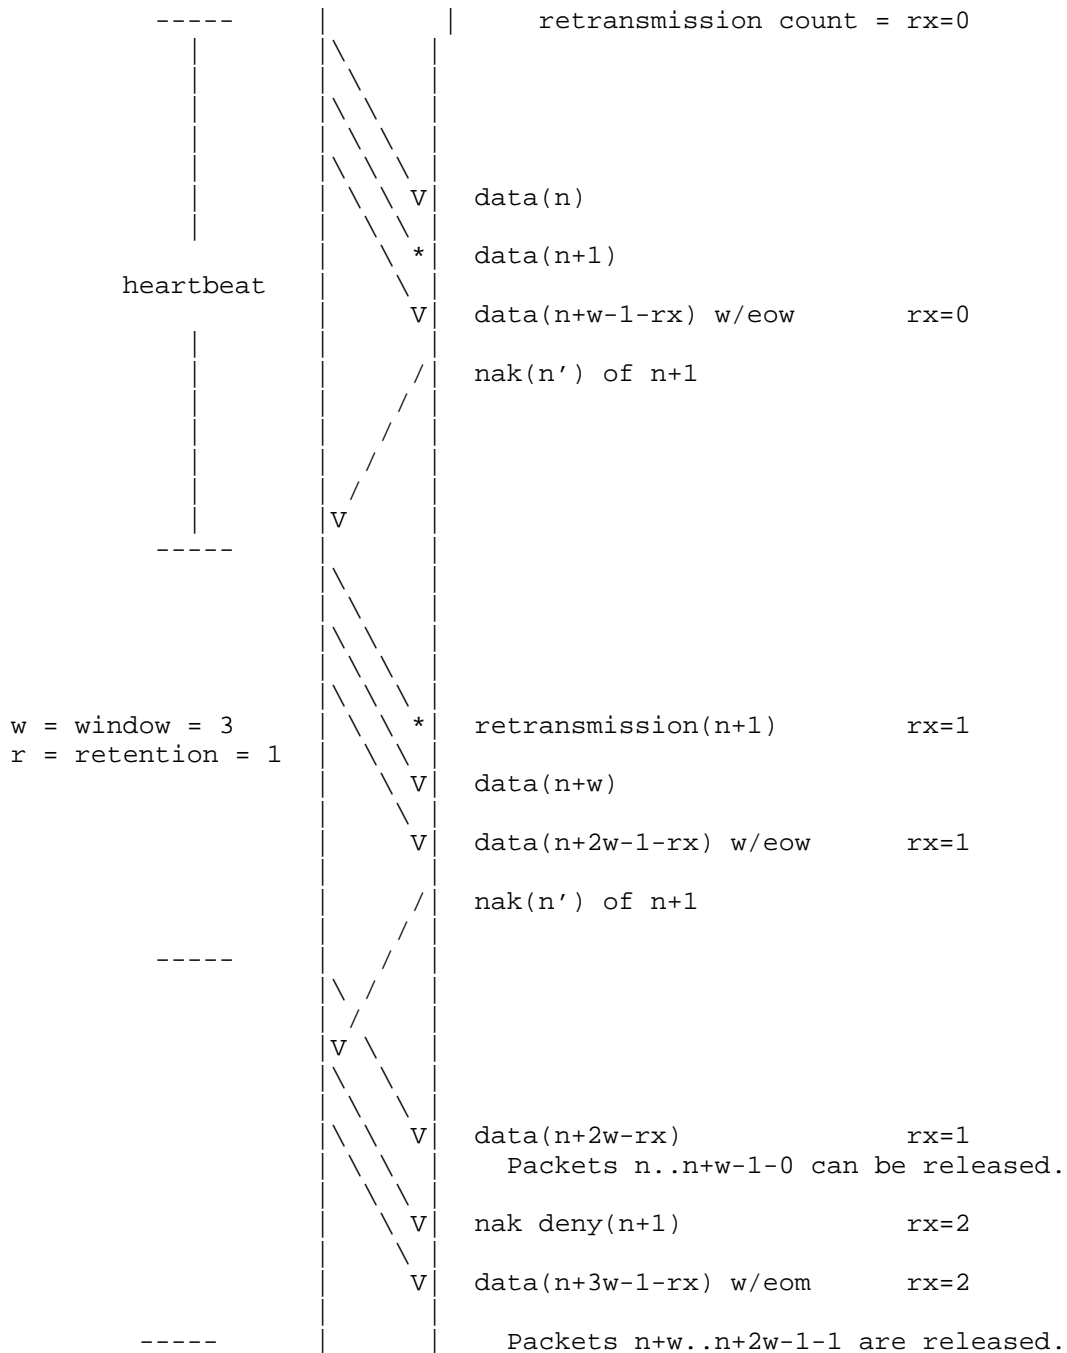 retransmission count = rx=0
data(n)
data(n+1)
heartbeat
data(n+w-1-rx) w/eow rx=0
nak(n′) of n+1
w = window = 3
retransmission(n+1) rx=1
r = retention = 1
data(n+w)
data(n+2w-1-rx) w/eow rx=1
nak(n′) of n+1
data(n+2w-rx) rx=1
Packets n..n+w-1-0 can be released.
nak deny(n+1) rx=2
data(n+3w-1-rx) w/eom rx=2
Packets n+w..n+2w-1-1 are released.